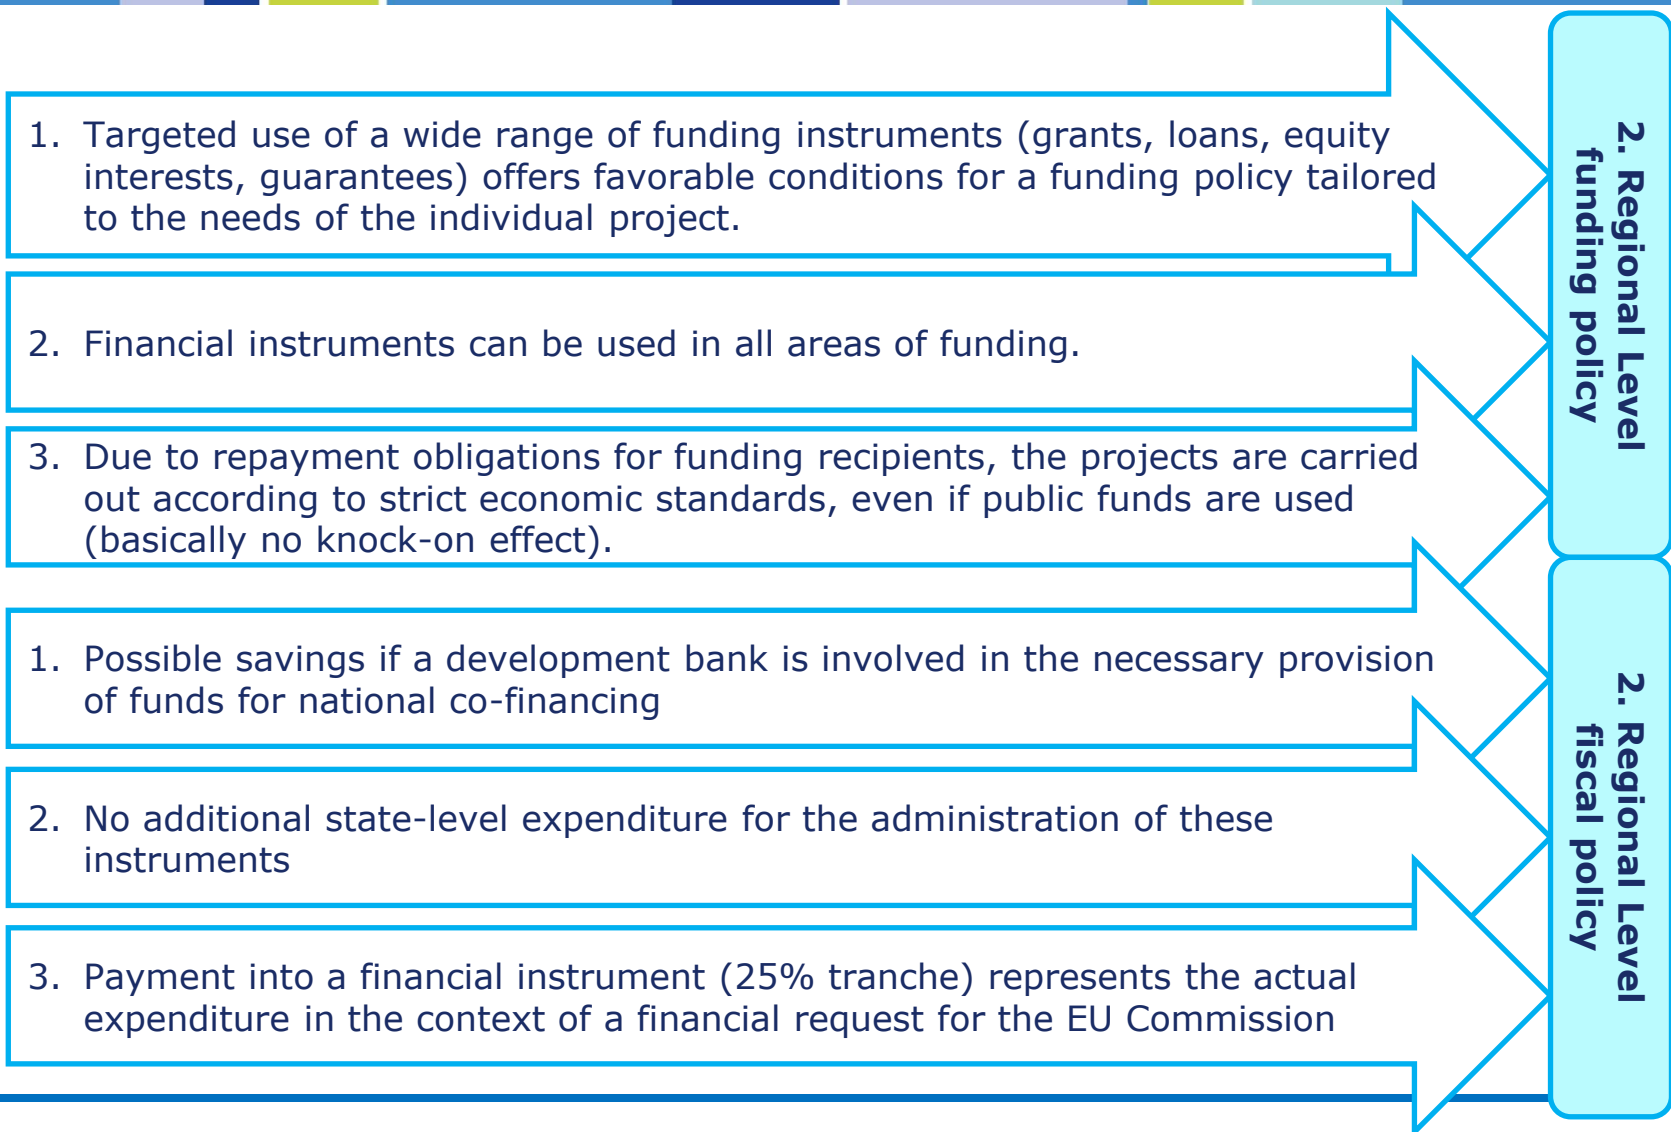 1. Targeted use of a wide range of funding instruments (grants, loans, equity
interests, guarantees) offers favorable conditions for a funding policy tailored
to the needs of the individual project.
2. Financial instruments can be used in all areas of funding.
3. Due to repayment obligations for funding recipients, the projects are carried
out according to strict economic standards, even if public funds are used
(basically no knock-on effect).
2. Regional Level
funding policy
1. Possible savings if a development bank is involved in the necessary provision
of funds for national co-financing
2. No additional state-level expenditure for the administration of these
instruments
3. Payment into a financial instrument (25% tranche) represents the actual
expenditure in the context of a financial request for the EU Commission
2. Regional Level
fiscal policy